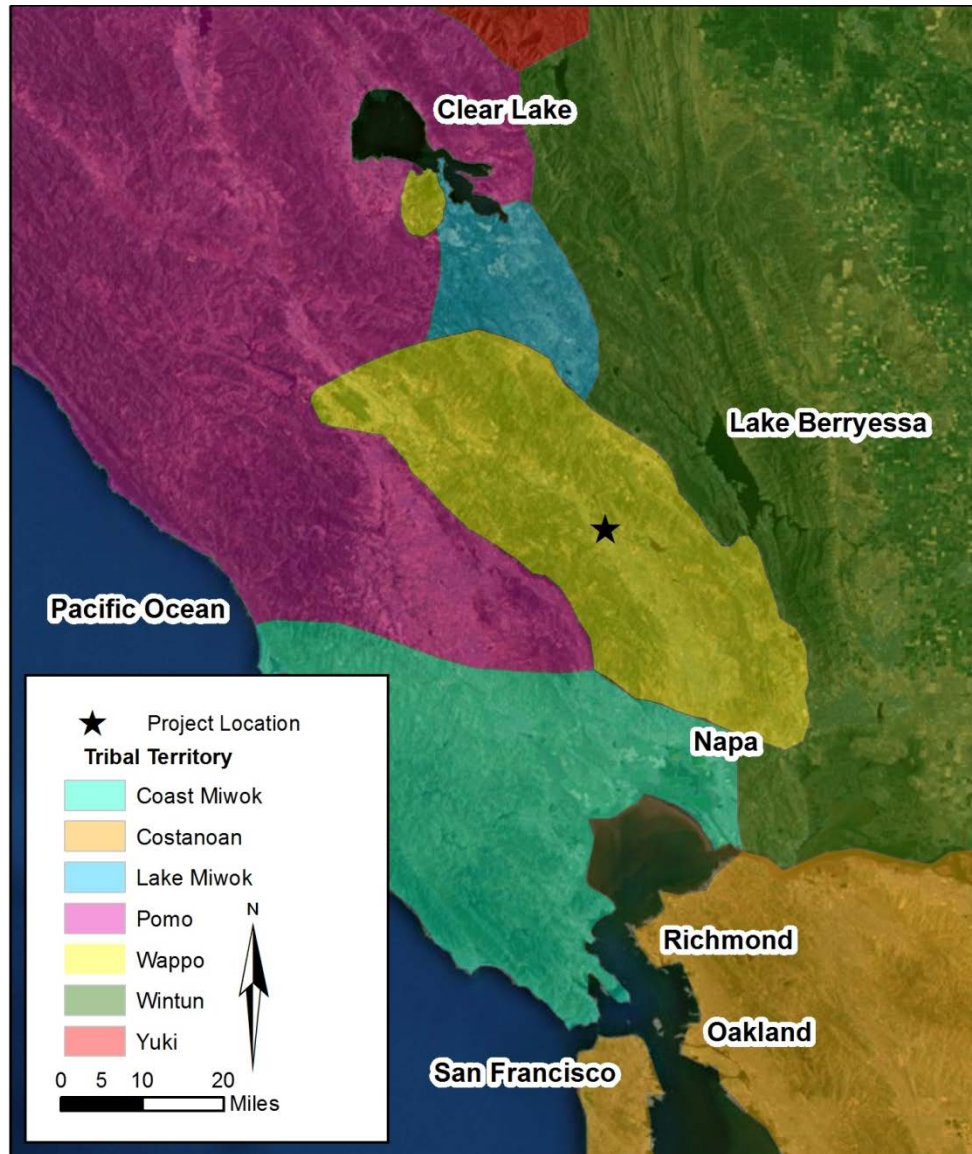 Clear Lake
Lake Berryessa
Pacific Ocean
Napa
Richmond
Oakland
San Francisco
Project Location
Tribal Territory
Coast Miwok
Costanoan
Lake Miwok
Pomo
Wappo
Wintun
Yuki
N
0 5 10 20
Miles